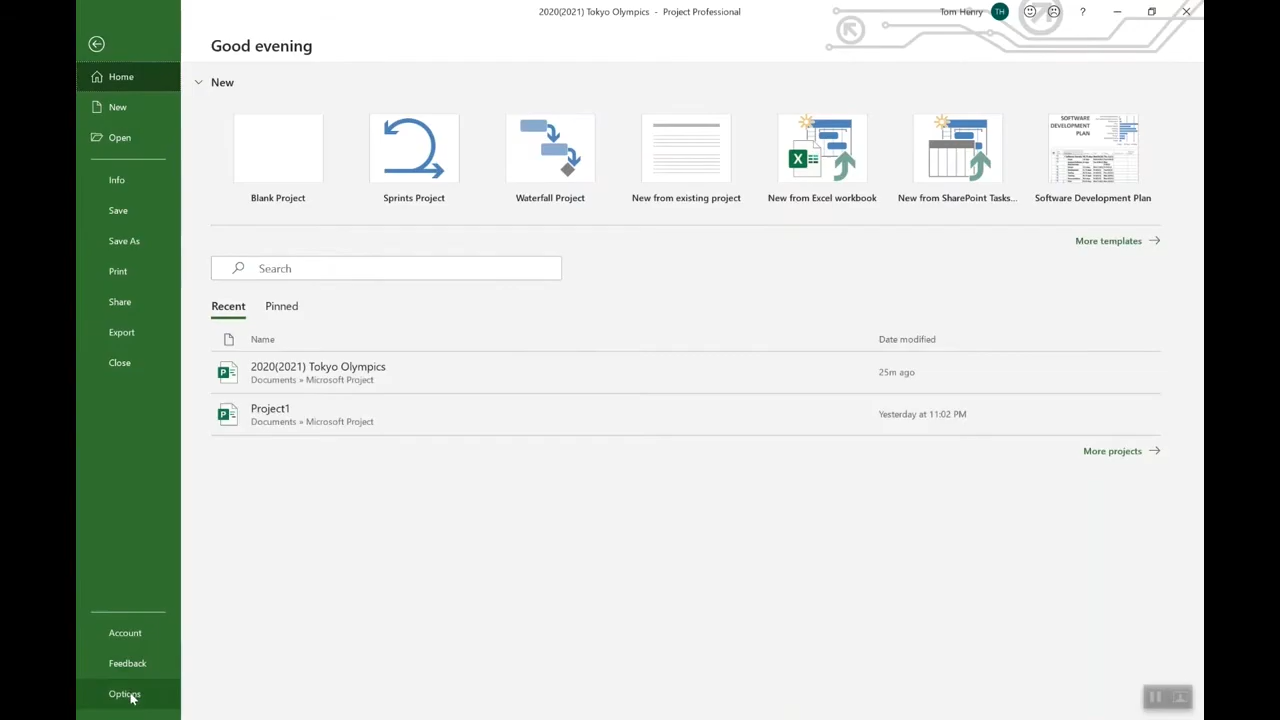 2020(2021) Tokyo Olympics - Project Professional
Tom Henry
TH
?
Good evening
Home
New
Open
Info
Save
Save As
Print
Share
Export
Close
Account
Feedback
Options
New
SOFTWARE
DEVELOPMENT
PLAN
X
Blank Project
Sprints Project
Waterfall Project
New from existing project
New from Excel workbook
New from SharePoint Tasks...
Software Development Plan
More templates
Search
Recent
Pinned
Name
Date modified
P
2020(2021) Tokyo Olympics
Documents » Microsoft Project
25m ago
P
Project1
Documents » Microsoft Project
Yesterday at 11:02 PM
More projects